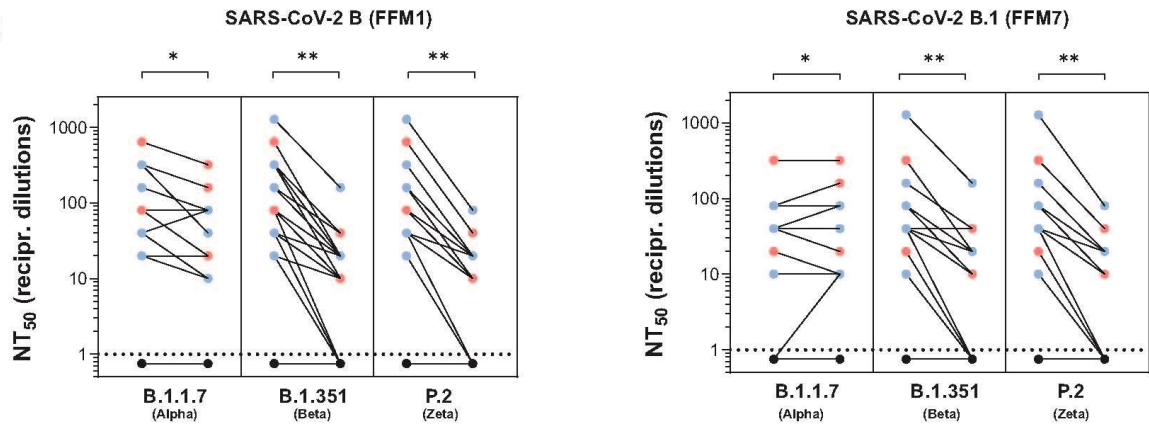 SARS-CoV-2 B (FFM1)
* ** **
NT50 (recipr. dilutions)
1000
100
10
1
B.1.1.7 B.1.351 P.2
(Alpha) (Beta) (Zeta)
SARS-CoV-2 B.1 (FFM7)
* ** **
NT50 (recipr. dilutions)
1000
100
10
1
B.1.1.7 B.1.351 P.2
(Alpha) (Beta) (Zeta)